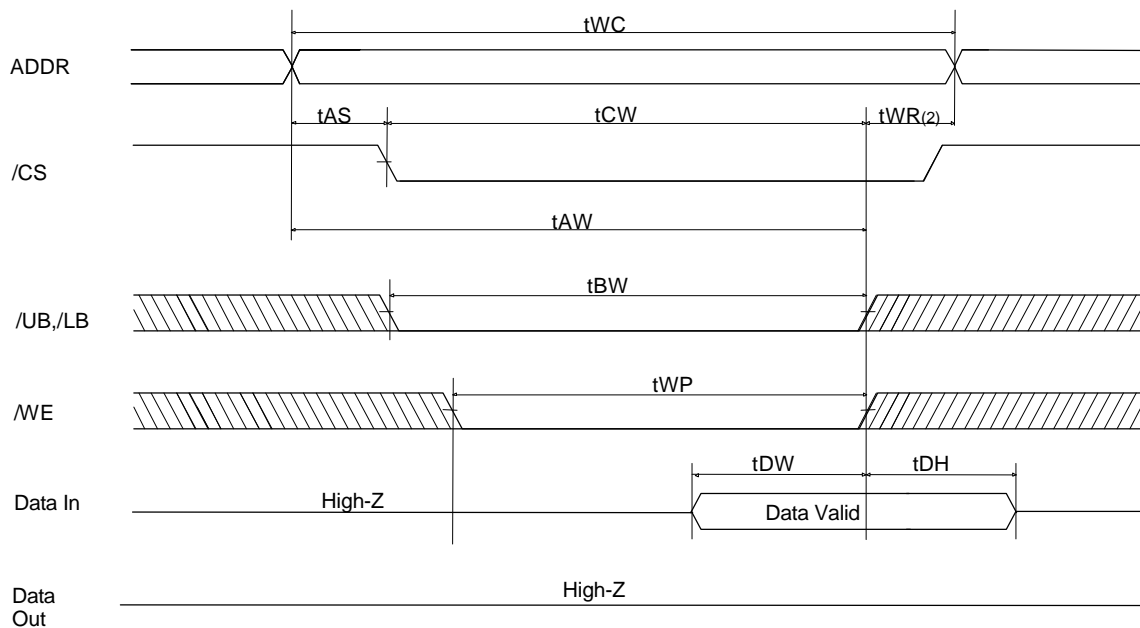 tWC
ADDR
tAS
tCW
tWR(2)
/CS
tAW
tBW
/UB,/LB
tWP
/WE
tDW
tDH
Data In
High-Z
Data Valid
High-Z
Data
Out